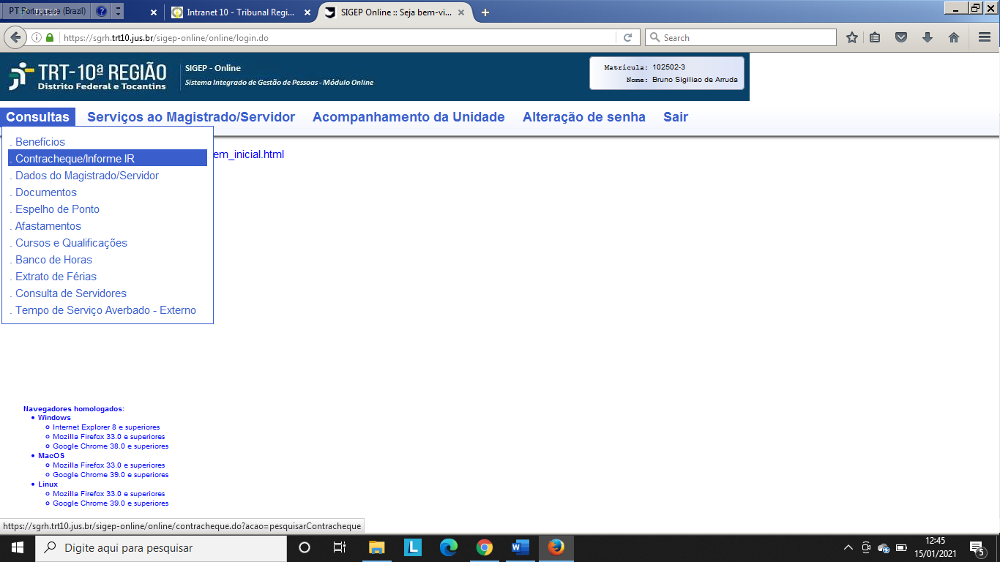 PT Portuguese (Brazil)
Intranet 10 - Tribunal Regi...
SIGEP Online :: Seja bem-vi...
https://sgrh.trt10.jus.br/sigep-online/online/login.do
Search
TRT-10ª REGIÃO
Distrito Federal e Tocantins
SIGEP - Online
Sistema Integrado de Gestão de Pessoas - Módulo Online
Matrícula: 102502-3
Nome: Bruno Sigiliao de Arruda
Consultas Serviços ao Magistrado/Servidor Acompanhamento da Unidade Alteração de senha Sair
. Benefícios
. Contracheque/Informe IR
em_inicial.html
. Dados do Magistrado/Servidor
. Documentos
. Espelho de Ponto
. Afastamentos
. Cursos e Qualificações
. Banco de Horas
. Extrato de Férias
. Consulta de Servidores
. Tempo de Serviço Averbado - Externo
Navegadores homologados:
Windows
Internet Explorer 8 e superiores
Mozilla Firefox 33.0 e superiores
Google Chrome 38.0 e superiores
MacOS
Mozilla Firefox 33.0 e superiores
Google Chrome 39.0 e superiores
Linux
Mozilla Firefox 33.0 e superiores
Google Chrome 39.0 e superiores
https://sgrh.trt10.jus.br/sigep-online/online/contracheque.do?acao=pesquisarContracheque
Digite aqui para pesquisar
12:45
15/01/2021
5